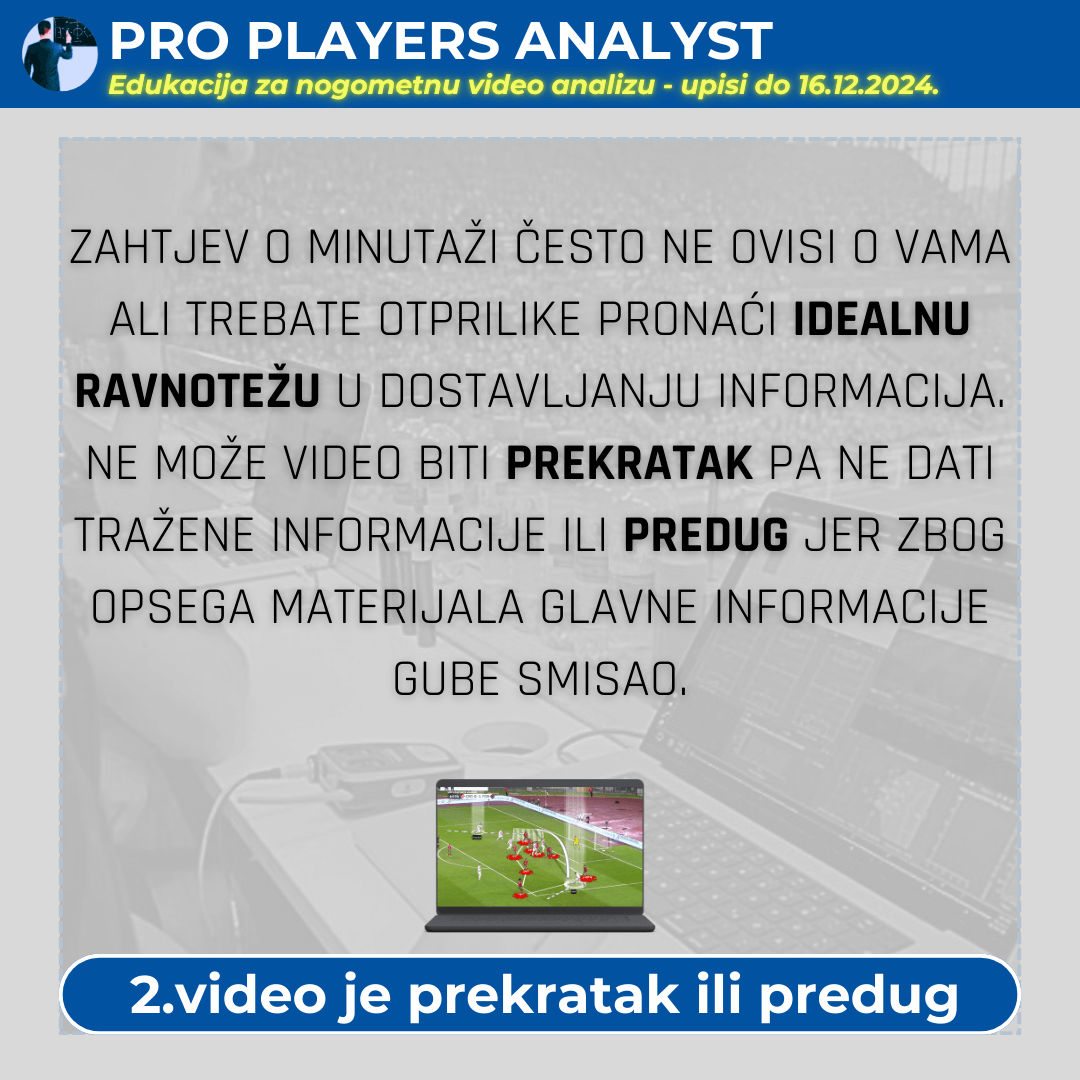 PRO PLAYERS ANALYST
Edukacija za nogometnu video analizu - upisi do 16.12.2024.
ZAHTJEV O MINUTAŽI ČESTO NE OVISI O VAMA
ALI TREBATE OTPRILIKE PRONAĆI IDEALNU
RAVNOTEŽU U DOSTAVLJANJU INFORMACIJA.
NE MOŽE VIDEO BITI PREKRATAK PA NE DATI
TRAŽENE INFORMACIJE ILI PREDUG JER ZBOG
OPSEGA MATERIJALA GLAVNE INFORMACIJE
GUBE SMISAO.
2.video je prekratak ili predug